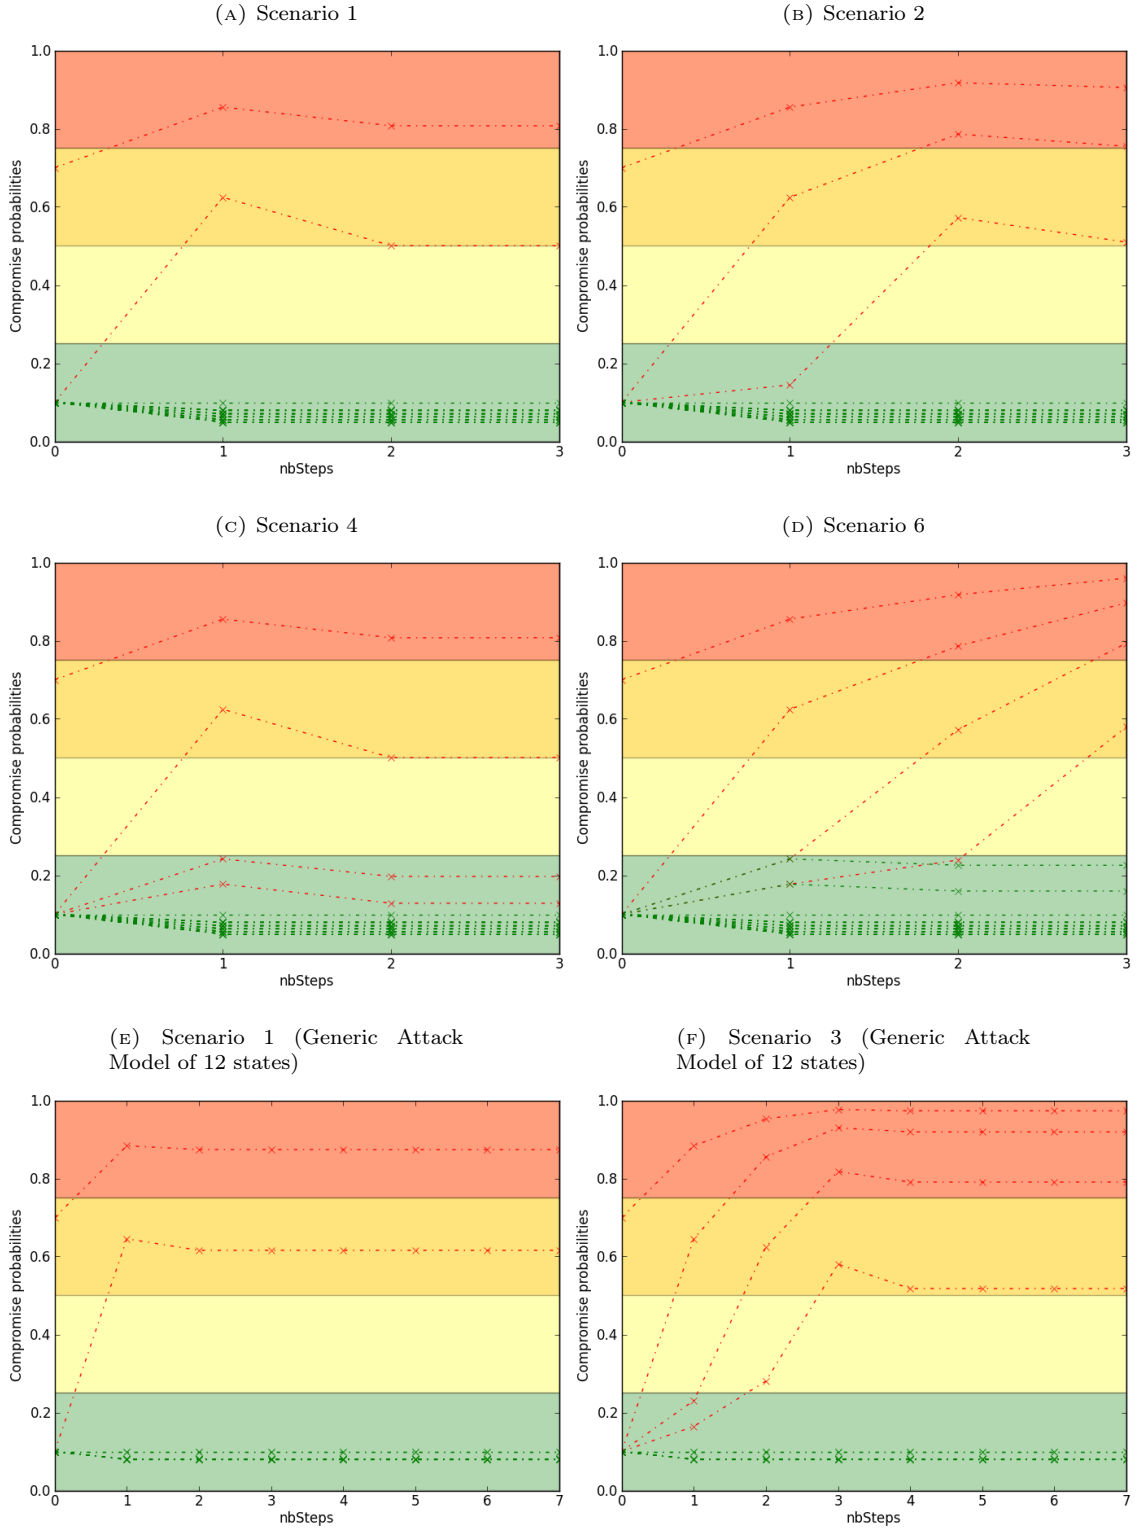 (A) Scenario 1
1.0
0.8
0.6
0.4
0.2
0.0
Compromise probabilities
0 1 2 3
nbSteps
(B) Scenario 2
1.0
0.8
0.6
0.4
0.2
0.0
Compromise probabilities
0 1 2 3
nbSteps
(C) Scenario 4
1.0
0.8
0.6
0.4
0.2
0.0
Compromise probabilities
0 1 2 3
nbSteps
(D) Scenario 6
1.0
0.8
0.6
0.4
0.2
0.0
Compromise probabilities
0 1 2 3
nbSteps
(E) Scenario 1 (Generic Attack
Model of 12 states)
1.0
0.8
0.6
0.4
0.2
0.0
Compromise probabilities
0 1 2 3 4 5 6 7
nbSteps
(F) Scenario 3 (Generic Attack
Model of 12 states)
1.0
0.8
0.6
0.4
0.2
0.0
Compromise probabilities
0 1 2 3 4 5 6 7
nbSteps